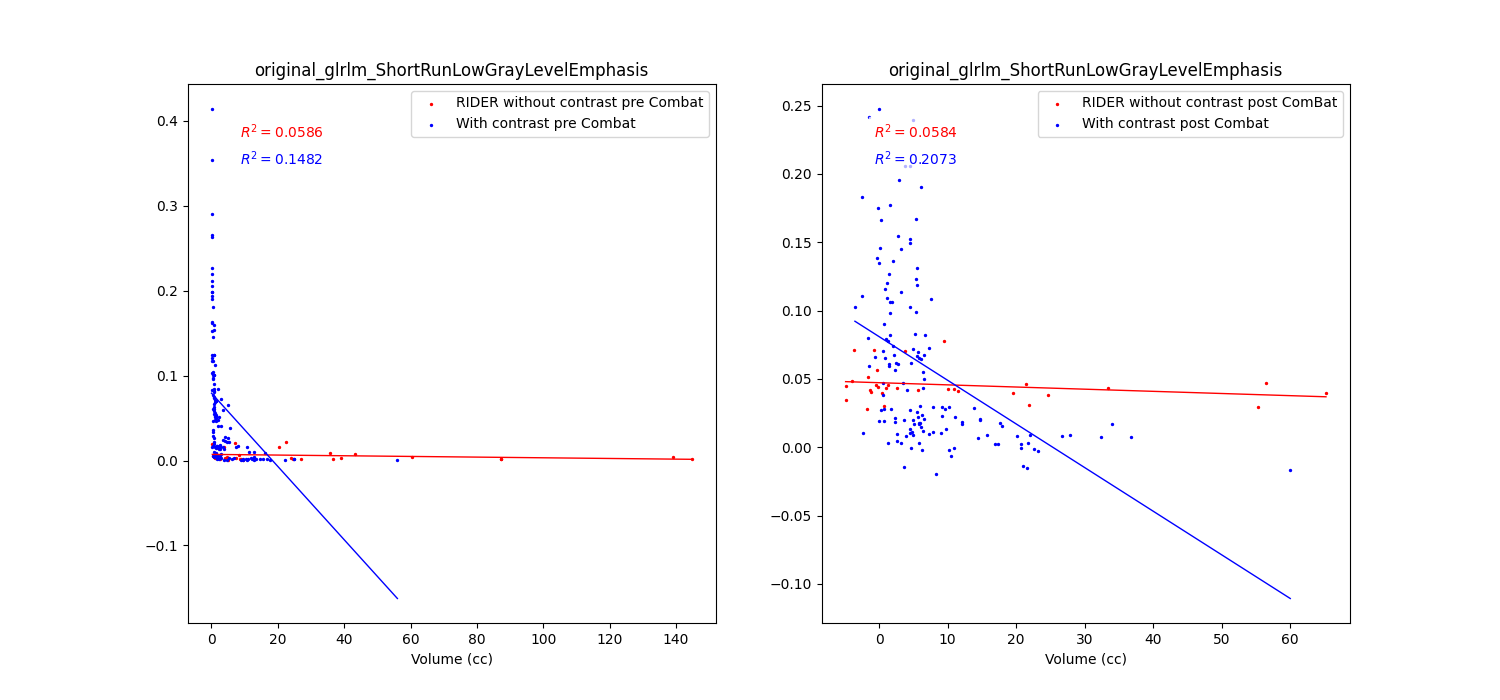 original_glrlm_ShortRunLowGrayLevelEmphasis
RIDER without contrast pre Combat
With contrast pre Combat
R² = 0.0586
R² = 0.1482
0.4
0.3
0.2
0.1
0.0
−0.1
0 20 40 60 80 100 120 140
Volume (cc)
original_glrlm_ShortRunLowGrayLevelEmphasis
RIDER without contrast post ComBat
With contrast post Combat
R² = 0.0584
R² = 0.2073
0.25
0.20
0.15
0.10
0.05
0.00
−0.05
−0.10
0 10 20 30 40 50 60
Volume (cc)